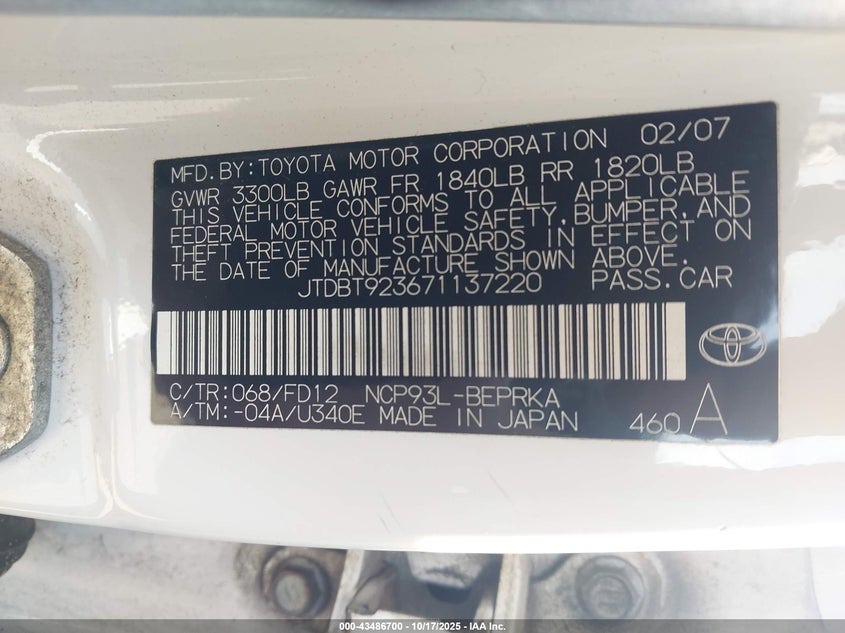 MFD.BY:TOYOTA MOTOR CORPORATION 02/07
GVWR 3300LB GAWR FR 1840LB RR 1820LB
THIS VEHICLE CONFORMS TO ALL APPLICABLE
FEDERAL MOTOR VEHICLE SAFETY,BUMPER,AND
THEFT PREVENTION STANDARDS IN EFFECT ON
THE DATE OF MANUFACTURE SHOWN ABOVE.
JTDBT923671137220 PASS.CAR
C/TR:068/FD12 NCP93L-BEPRKA
A/TM:-04A/U340E MADE IN JAPAN 460 A
000-43486700 | 10/17/2025 | IAA, Inc.